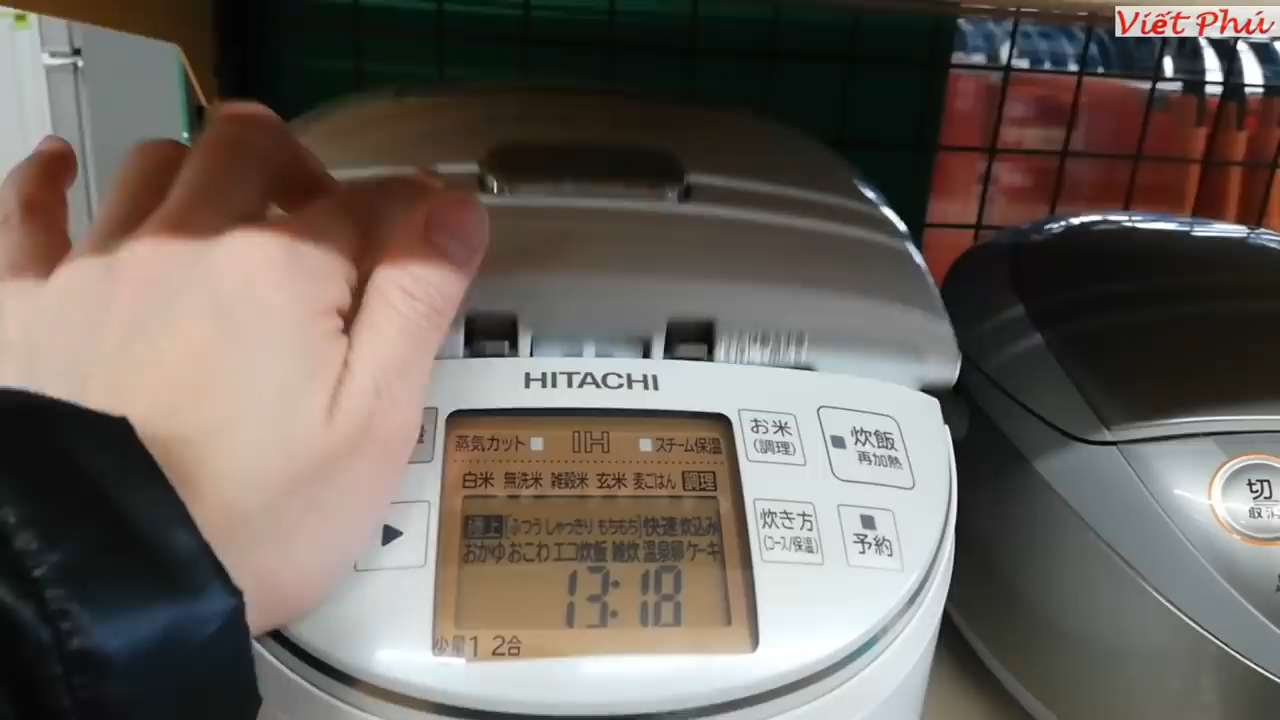 Viết Phú
HITACHI
蒸気カット IH スチーム保温
白米 無洗米 雑穀米 玄米 麦ごはん 調理
極上 ふつう しゃっきり もちもち 快速 炊込み
おかゆ おこわ エコ炊飯 雑炊 温泉卵 ケーキ
13:18
少量 1 2合
お米
(調理)
炊飯
再加熱
炊き方
(コース/保温)
予約
切